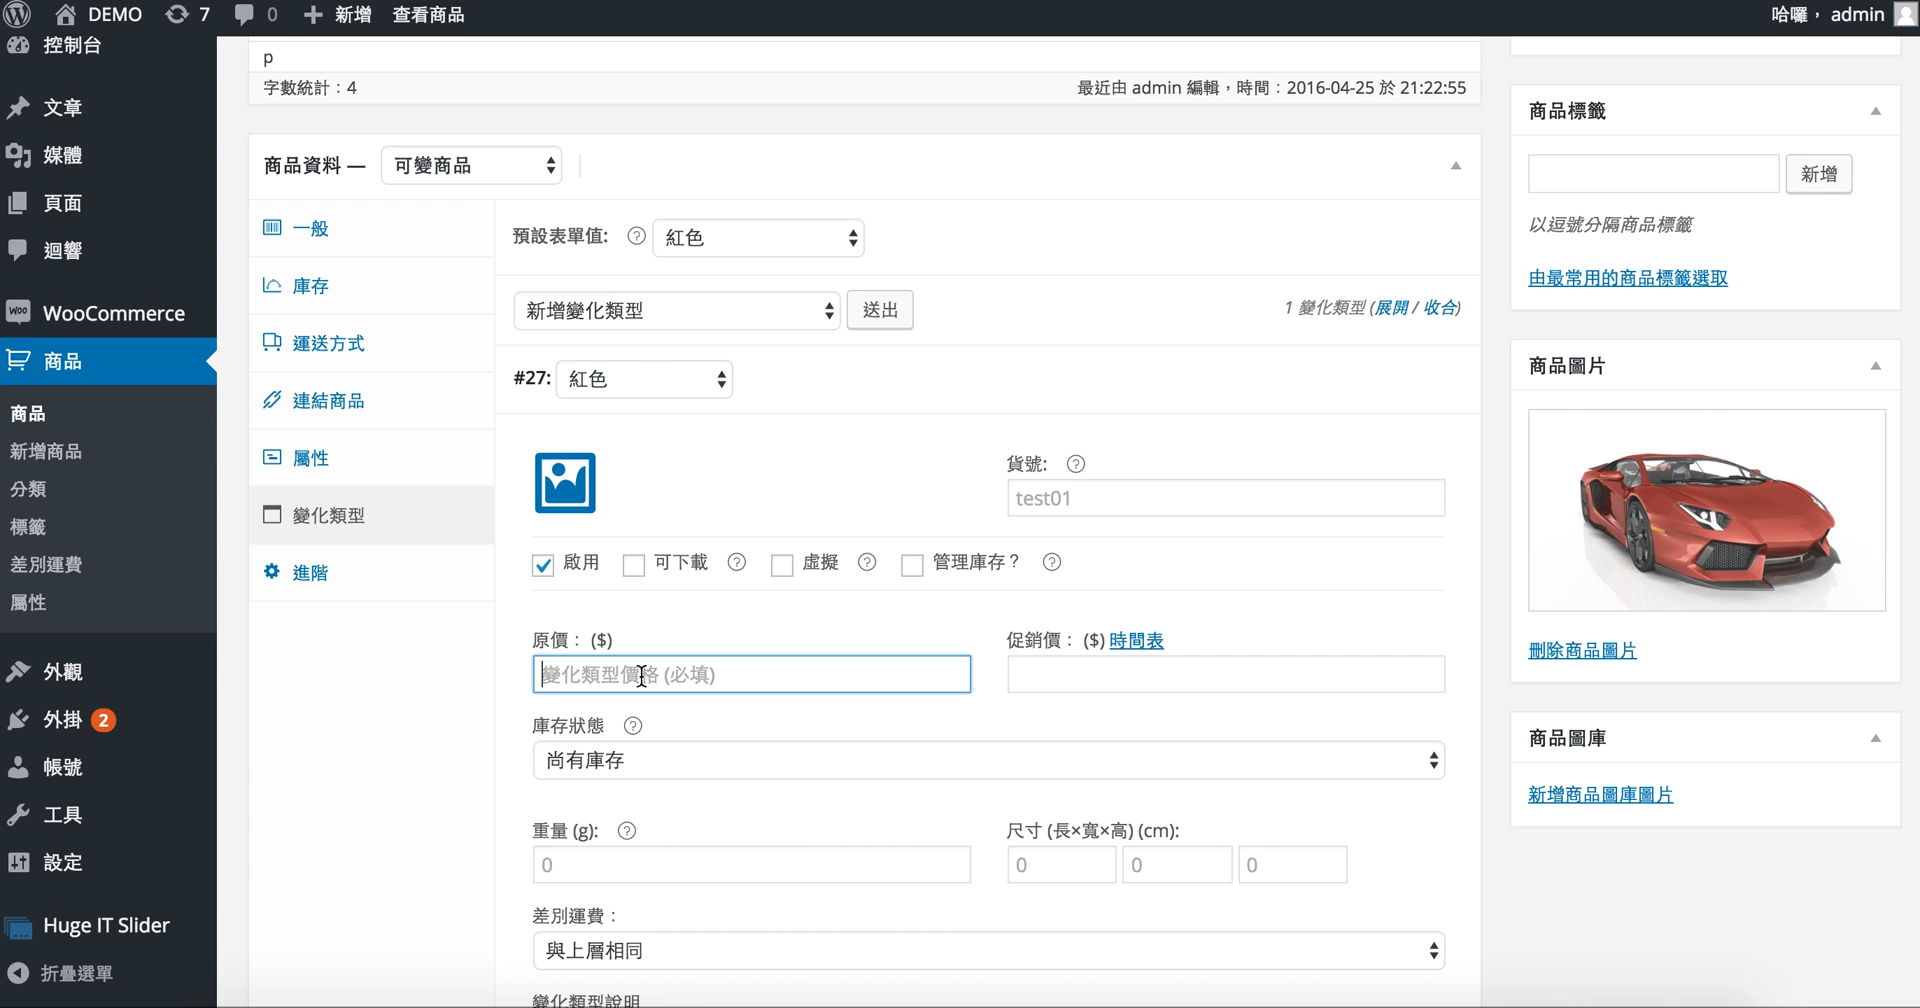 DEMO 7 0 新增 查看商品 哈囉， admin
控制台
文章
媒體
頁面
迴響
WooCommerce
商品
商品
新增商品
分類
標籤
差別運費
屬性
外觀
外掛 2
帳號
工具
設定
Huge IT Slider
折疊選單
p
字數統計：4 最近由 admin 編輯，時間：2016-04-25 於 21:22:55
商品資料 — 可變商品
一般
庫存
運送方式
連結商品
屬性
變化類型
進階
預設表單值: 紅色
新增變化類型 送出 1 變化類型 (展開 / 收合)
#27: 紅色
貨號:
test01
啟用 可下載 虛擬 管理庫存？
原價： ($) 促銷價： ($) 時間表
變化類型價格 (必填)
庫存狀態
尚有庫存
重量 (g): 尺寸 (長×寬×高) (cm):
0 0 0 0
差別運費：
與上層相同
變化類型說明
商品標籤
新增
以逗號分隔商品標籤
由最常用的商品標籤選取
商品圖片
刪除商品圖片
商品圖庫
新增商品圖庫圖片